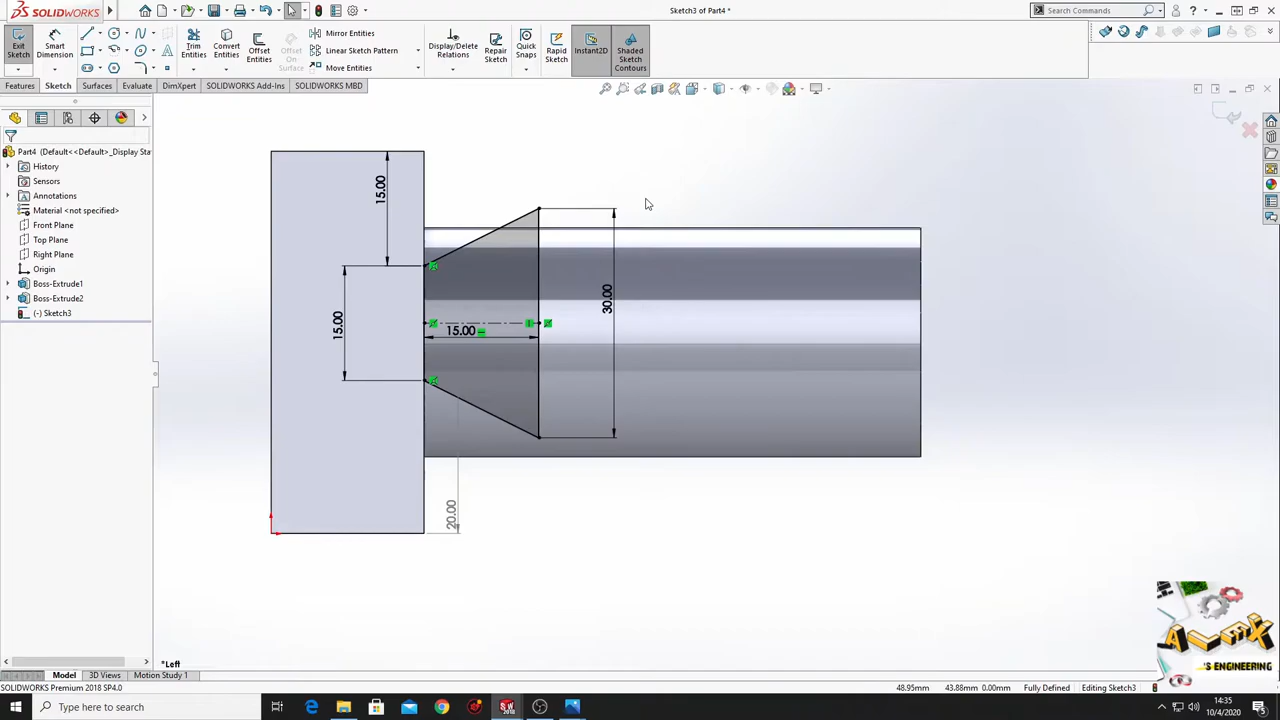 SOLIDWORKS
Sketch3 of Part4 *
Search Commands
Exit Sketch
Smart Dimension
Trim Entities
Convert Entities
Offset Entities
Offset On Surface
Mirror Entities
Linear Sketch Pattern
Move Entities
Display/Delete Relations
Repair Sketch
Quick Snaps
Rapid Sketch
Instant2D
Shaded Sketch Contours
Features
Sketch
Surfaces
Evaluate
DimXpert
SOLIDWORKS Add-Ins
SOLIDWORKS MBD
Part4 (Default<<Default>_Display Sta
History
Sensors
Annotations
Material <not specified>
Front Plane
Top Plane
Right Plane
Origin
Boss-Extrude1
Boss-Extrude2
(-) Sketch3
15.00
15.00
15.00
30.00
20.00
*Left
ALEX
'S ENGINEERING
Model
3D Views
Motion Study 1
SOLIDWORKS Premium 2018 SP4.0
48.95mm
43.88mm 0.00mm
Fully Defined
Editing Sketch3
Type here to search
14:35
10/4/2020